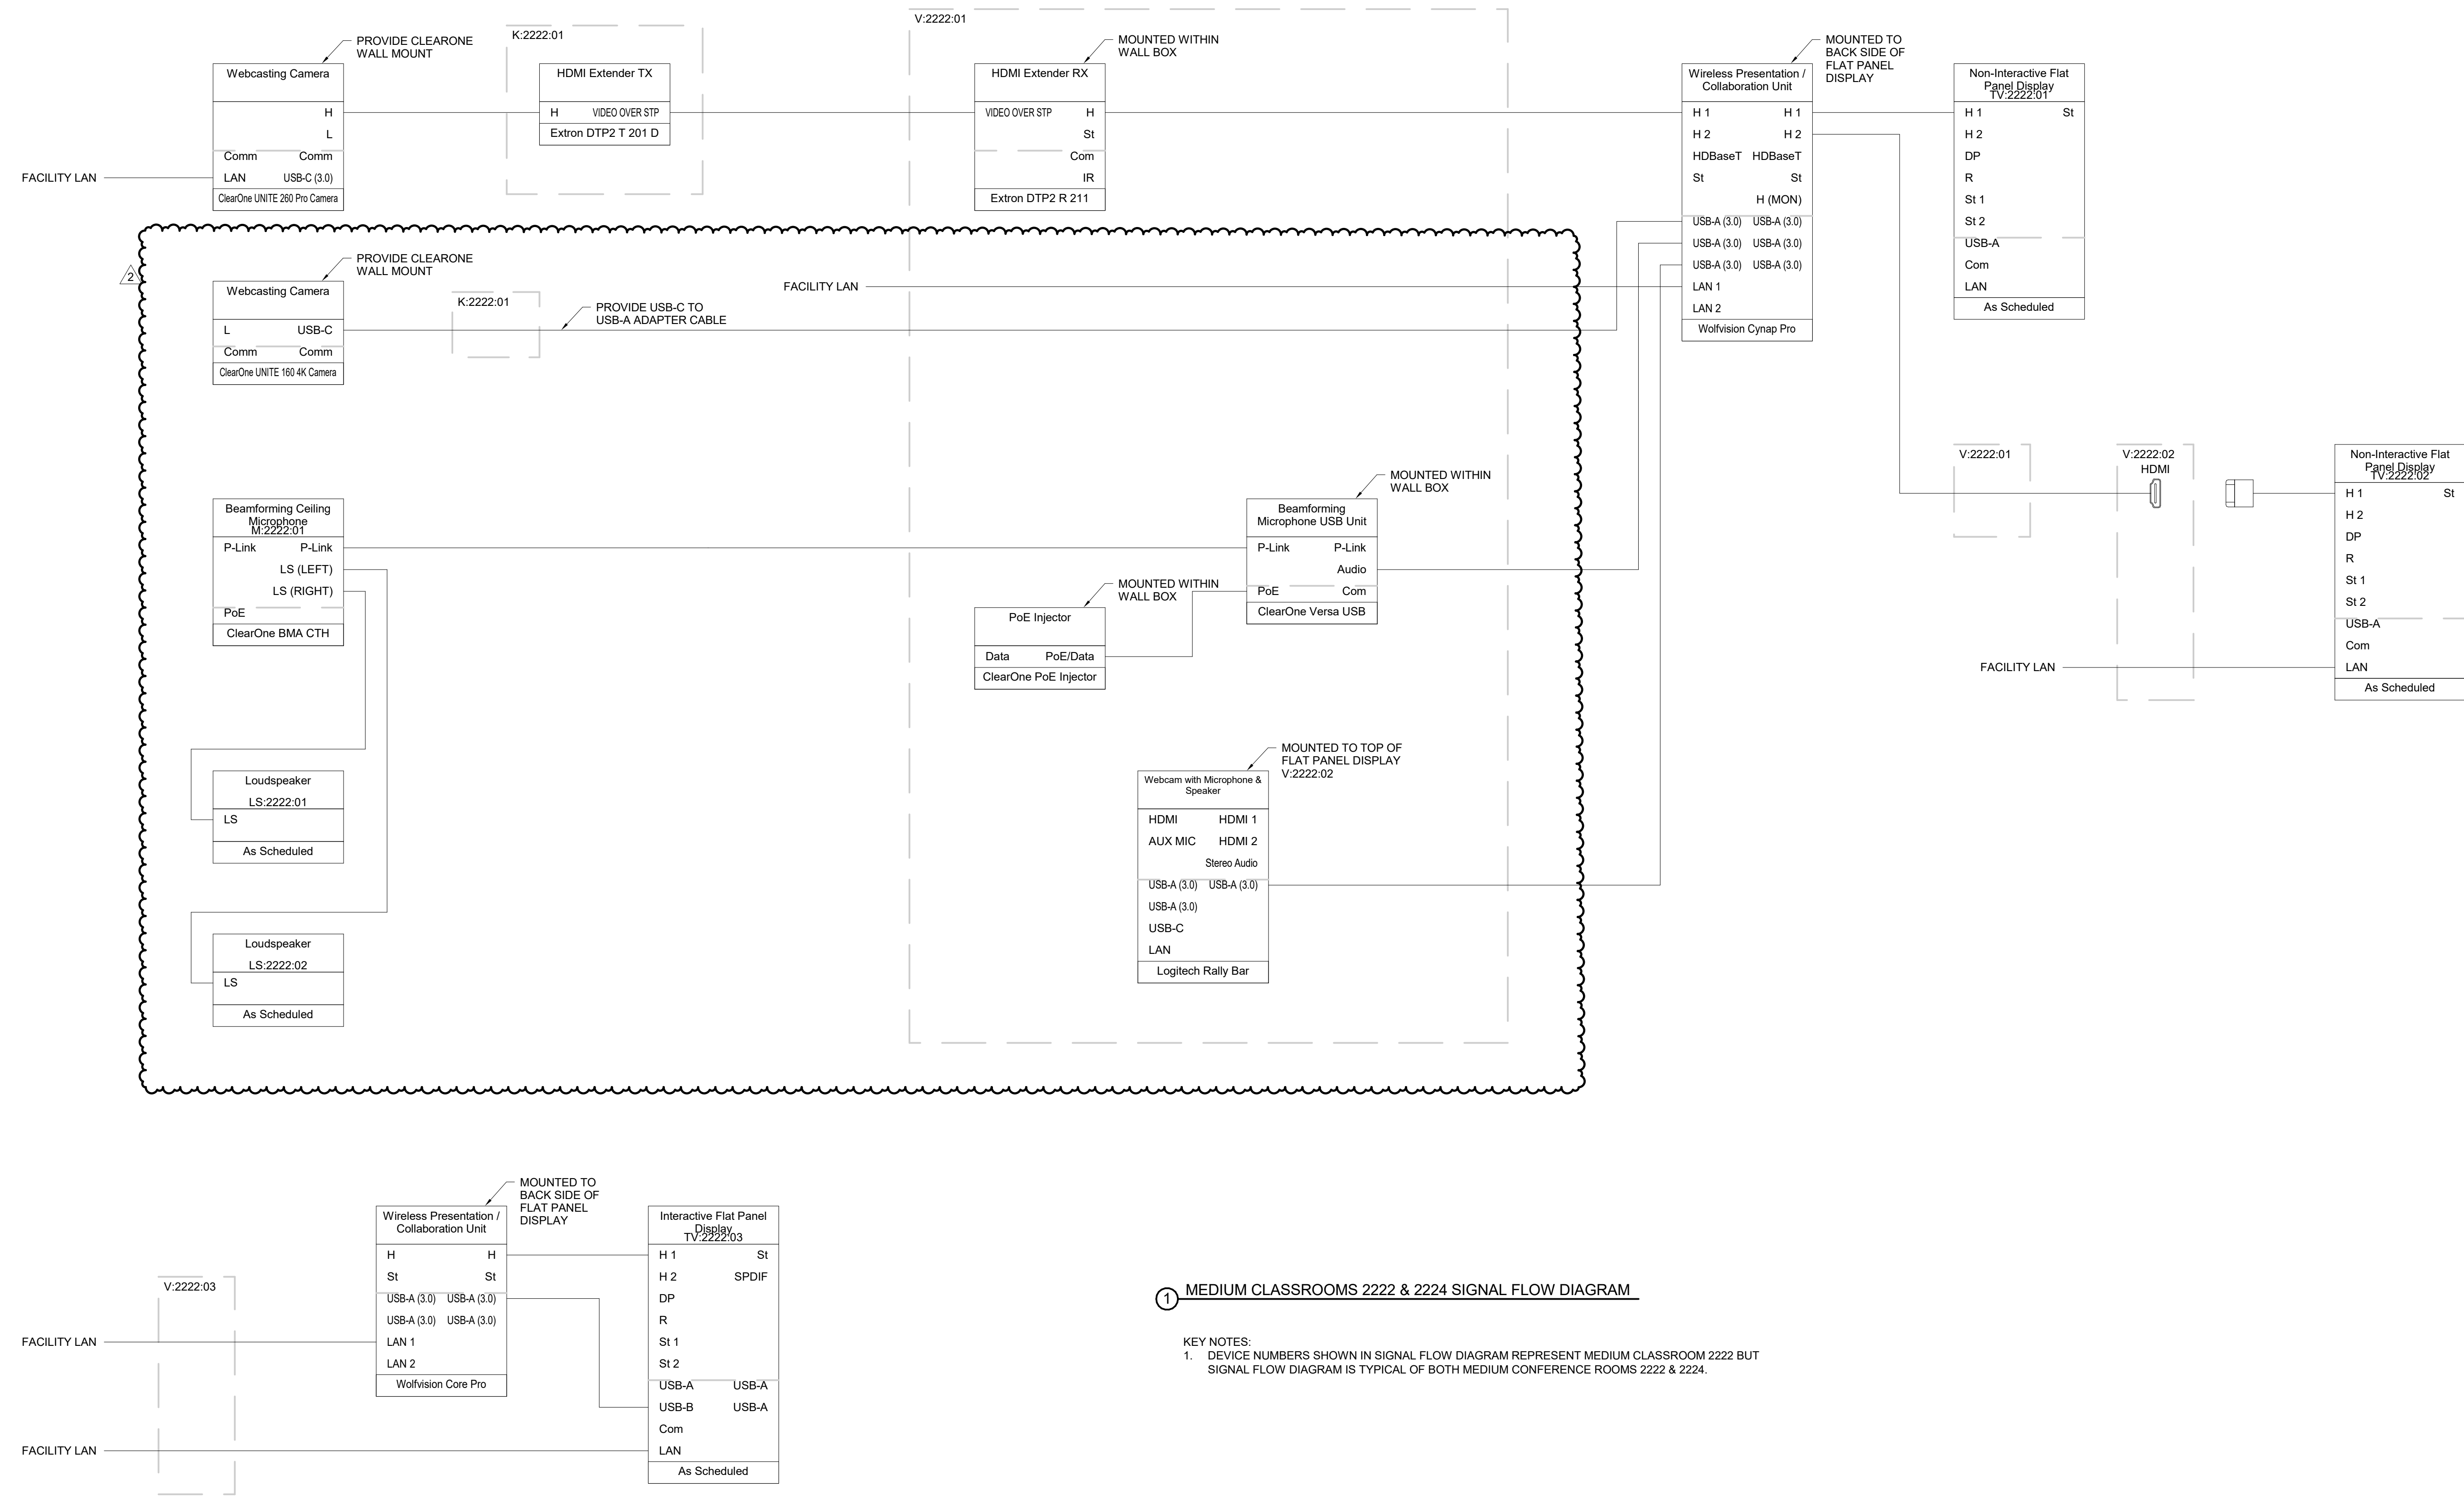 V:2222:01
K:2222:01
PROVIDE CLEARONE
WALL MOUNT
MOUNTED WITHIN
WALL BOX
MOUNTED TO
BACK SIDE OF
FLAT PANEL
DISPLAY
Webcasting Camera
H
L
Comm Comm
LAN USB-C (3.0)
ClearOne UNITE 260 Pro Camera
FACILITY LAN
HDMI Extender TX
H VIDEO OVER STP
Extron DTP2 T 201 D
HDMI Extender RX
VIDEO OVER STP H
St
Com
IR
Extron DTP2 R 211
Wireless Presentation /
Collaboration Unit
H 1 H 1
H 2 H 2
HDBaseT HDBaseT
St St
H (MON)
USB-A (3.0) USB-A (3.0)
USB-A (3.0) USB-A (3.0)
USB-A (3.0) USB-A (3.0)
LAN 1
LAN 2
Wolfvision Cynap Pro
Non-Interactive Flat
Panel Display
TV:2222:01
H 1 St
H 2
DP
R
St 1
St 2
USB-A
Com
LAN
As Scheduled
2
PROVIDE CLEARONE
WALL MOUNT
Webcasting Camera
L USB-C
Comm Comm
ClearOne UNITE 160 4K Camera
K:2222:01
PROVIDE USB-C TO
USB-A ADAPTER CABLE
FACILITY LAN
V:2222:01
V:2222:02
HDMI
Non-Interactive Flat
Panel Display
TV:2222:02
H 1 St
H 2
DP
R
St 1
St 2
USB-A
Com
LAN
As Scheduled
FACILITY LAN
Beamforming Ceiling
Microphone
M:2222:01
P-Link P-Link
LS (LEFT)
LS (RIGHT)
PoE
ClearOne BMA CTH
MOUNTED WITHIN
WALL BOX
Beamforming
Microphone USB Unit
P-Link P-Link
Audio
PoE Com
ClearOne Versa USB
MOUNTED WITHIN
WALL BOX
PoE Injector
Data PoE/Data
ClearOne PoE Injector
Loudspeaker
LS:2222:01
LS
As Scheduled
MOUNTED TO TOP OF
FLAT PANEL DISPLAY
V:2222:02
Webcam with Microphone &
Speaker
HDMI HDMI 1
AUX MIC HDMI 2
Stereo Audio
USB-A (3.0) USB-A (3.0)
USB-A (3.0)
USB-C
LAN
Logitech Rally Bar
Loudspeaker
LS:2222:02
LS
As Scheduled
MOUNTED TO
BACK SIDE OF
FLAT PANEL
DISPLAY
Wireless Presentation /
Collaboration Unit
H H
St St
USB-A (3.0) USB-A (3.0)
USB-A (3.0) USB-A (3.0)
LAN 1
LAN 2
Wolfvision Core Pro
Interactive Flat Panel
Display
TV:2222:03
H 1 St
H 2 SPDIF
DP
R
St 1
St 2
USB-A USB-A
USB-B USB-A
Com
LAN
As Scheduled
V:2222:03
FACILITY LAN
FACILITY LAN
1 MEDIUM CLASSROOMS 2222 & 2224 SIGNAL FLOW DIAGRAM
KEY NOTES:
1. DEVICE NUMBERS SHOWN IN SIGNAL FLOW DIAGRAM REPRESENT MEDIUM CLASSROOM 2222 BUT
SIGNAL FLOW DIAGRAM IS TYPICAL OF BOTH MEDIUM CONFERENCE ROOMS 2222 & 2224.